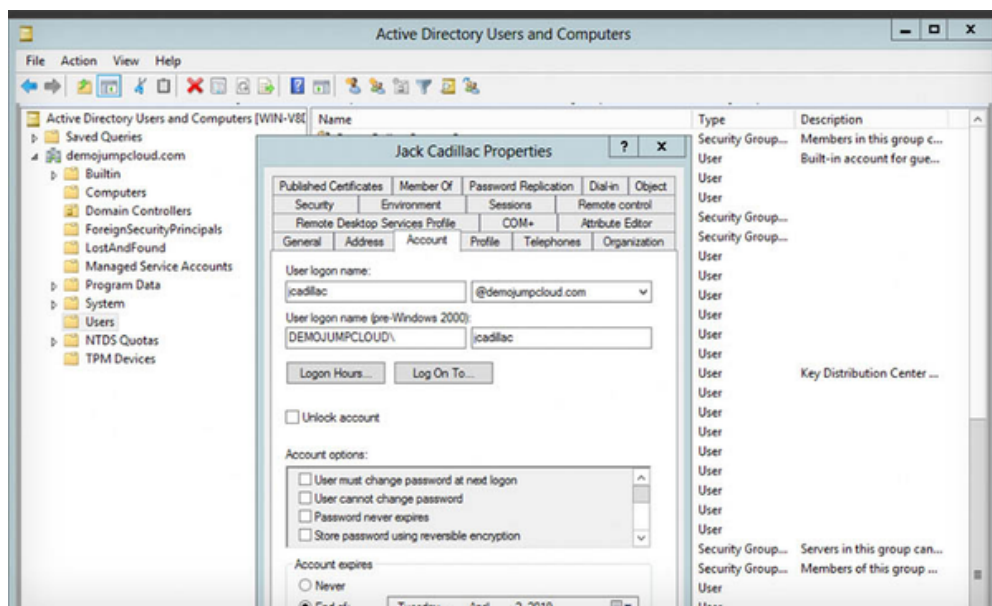 Active Directory Users and Computers
File Action View Help
Active Directory Users and Computers [WIN-V8D
Saved Queries
demojumpcloud.com
Builtin
Computers
Domain Controllers
ForeignSecurityPrincipals
LostAndFound
Managed Service Accounts
Program Data
System
Users
NTDS Quotas
TPM Devices
Name
Jack Cadillac Properties ? x
Published Certificates Member Of Password Replication Dial-in Object
Security Environment Sessions Remote control
Remote Desktop Services Profile COM+ Attribute Editor
General Address Account Profile Telephones Organization
User logon name:
jcadillac @demojumpcloud.com
User logon name (pre-Windows 2000):
DEMOJUMPCLOUD\ jcadillac
Logon Hours... Log On To...
Unlock account
Account options:
User must change password at next logon
User cannot change password
Password never expires
Store password using reversible encryption
Account expires
Never
End of: Tuesday
Type Description
Security Group... Members in this group c...
User Built-in account for gue...
User
User
Security Group...
Security Group...
User
User
User
User
User
User
User Key Distribution Center ...
User
User
User
User
User
User
User
User
Security Group... Servers in this group can...
Security Group... Members of this group ...
User